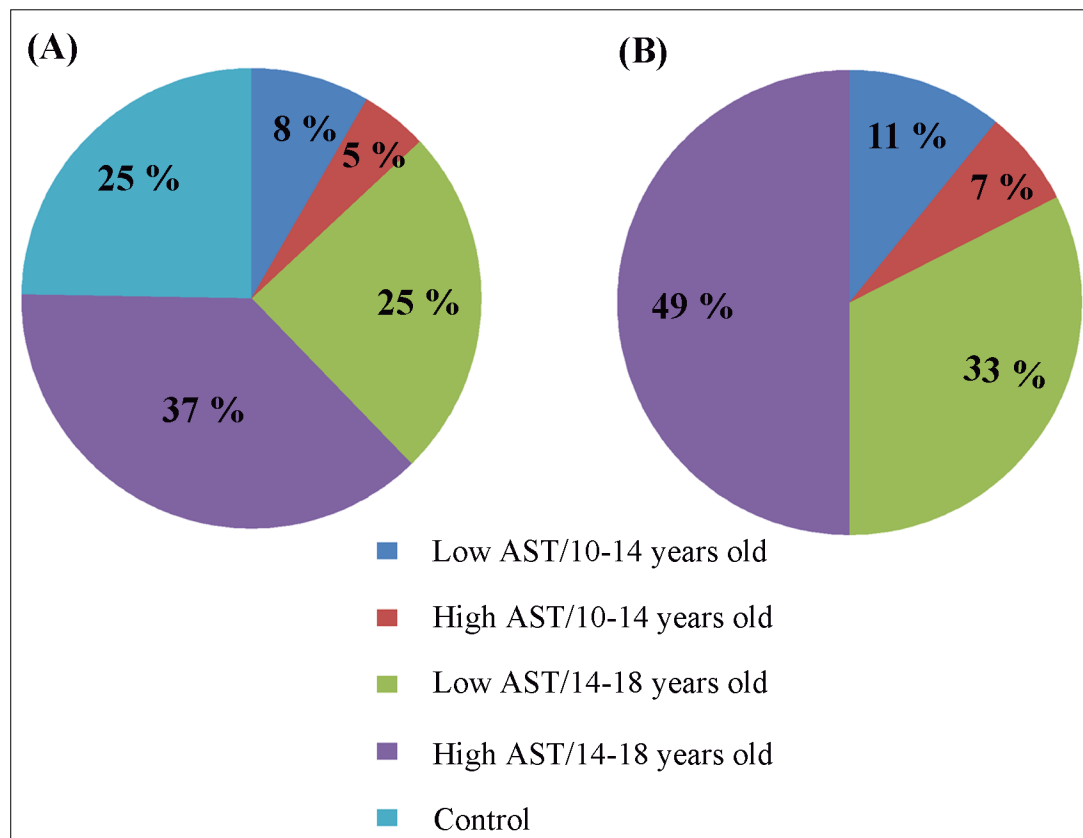 (A)
8 %
5 %
25 %
25 %
37 %
(B)
11 %
7 %
49 %
33 %
Low AST/10-14 years old
High AST/10-14 years old
Low AST/14-18 years old
High AST/14-18 years old
Control